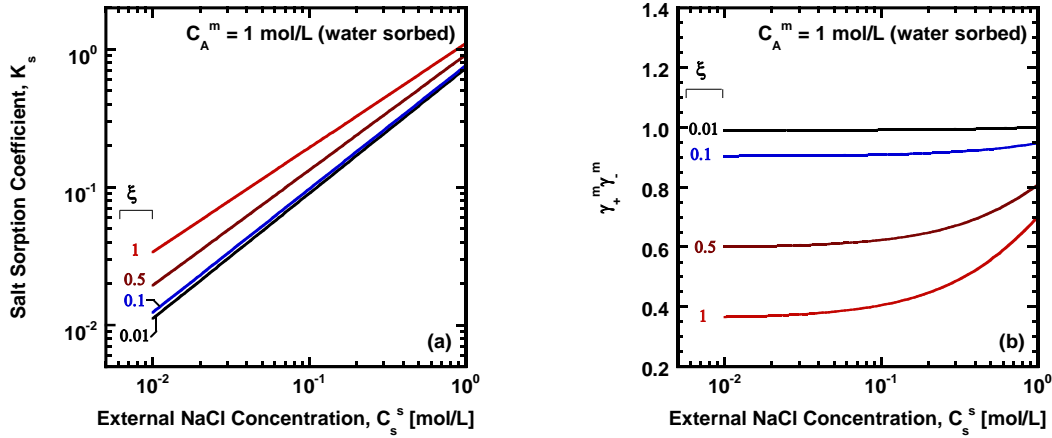 C_A^m = 1 mol/L (water sorbed)
Salt Sorption Coefficient, K_s
10^0
10^-1
10^-2
ξ
1
0.5
0.1
0.01
(a)
10^-2
10^-1
10^0
External NaCl Concentration, C_s^s [mol/L]
C_A^m = 1 mol/L (water sorbed)
γ_+^m γ_-^m
1.4
1.2
1.0
0.8
0.6
0.4
0.2
ξ
0.01
0.1
0.5
1
(b)
10^-2
10^-1
10^0
External NaCl Concentration, C_s^s [mol/L]